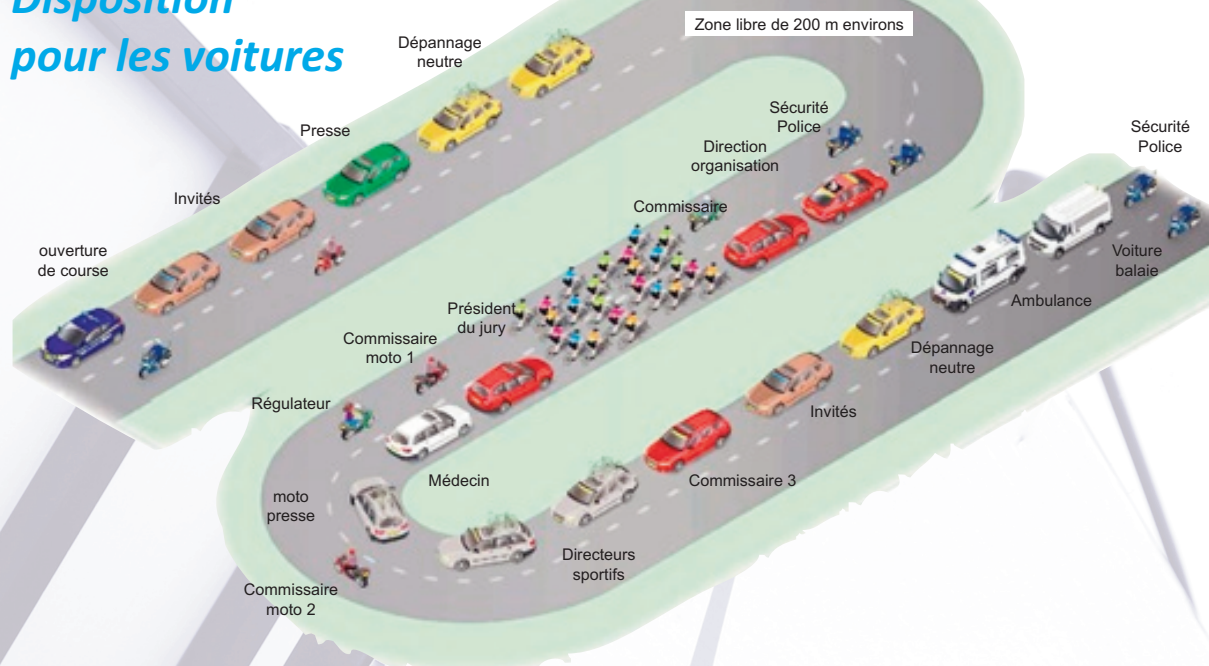 Disposition
pour les voitures
Zone libre de 200 m environs
Dépannage
neutre
Presse
Invités
ouverture
de course
Sécurité
Police
Direction
organisation
Commissaire
Président
du jury
Commissaire
moto 1
Régulateur
Médecin
moto
presse
Commissaire
moto 2
Directeurs
sportifs
Commissaire 3
Invités
Dépannage
neutre
Ambulance
Voiture
balaie
Sécurité
Police